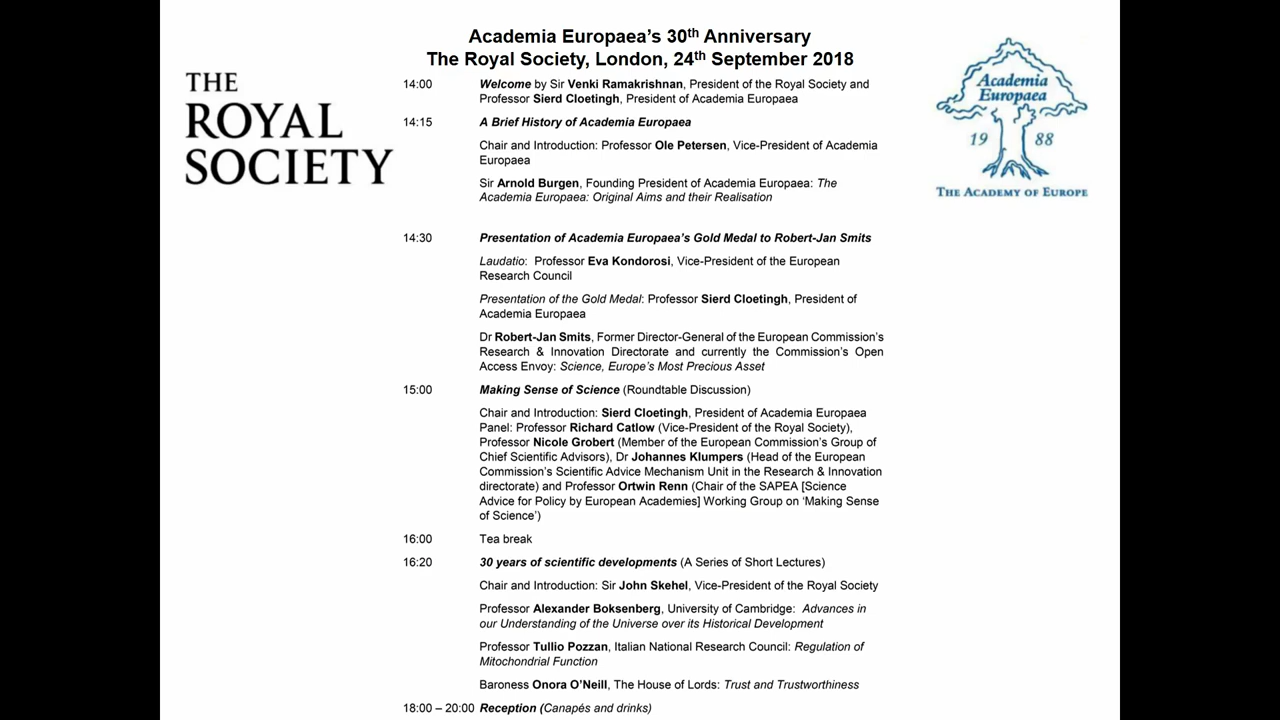 Academia Europaea's 30th Anniversary
The Royal Society, London, 24th September 2018
THE
ROYAL
SOCIETY
Academia
Europaea
19 88
THE ACADEMY OF EUROPE
14:00 Welcome by Sir Venki Ramakrishnan, President of the Royal Society and
Professor Sierd Cloetingh, President of Academia Europaea
14:15 A Brief History of Academia Europaea
Chair and Introduction: Professor Ole Petersen, Vice-President of Academia
Europaea
Sir Arnold Burgen, Founding President of Academia Europaea: The
Academia Europaea: Original Aims and their Realisation
14:30 Presentation of Academia Europaea's Gold Medal to Robert-Jan Smits
Laudatio: Professor Eva Kondorosi, Vice-President of the European
Research Council
Presentation of the Gold Medal: Professor Sierd Cloetingh, President of
Academia Europaea
Dr Robert-Jan Smits, Former Director-General of the European Commission's
Research & Innovation Directorate and currently the Commission's Open
Access Envoy: Science, Europe's Most Precious Asset
15:00 Making Sense of Science (Roundtable Discussion)
Chair and Introduction: Sierd Cloetingh, President of Academia Europaea
Panel: Professor Richard Catlow (Vice-President of the Royal Society),
Professor Nicole Grobert (Member of the European Commission's Group of
Chief Scientific Advisors), Dr Johannes Klumpers (Head of the European
Commission's Scientific Advice Mechanism Unit in the Research & Innovation
directorate) and Professor Ortwin Renn (Chair of the SAPEA [Science
Advice for Policy by European Academies] Working Group on 'Making Sense
of Science')
16:00 Tea break
16:20 30 years of scientific developments (A Series of Short Lectures)
Chair and Introduction: Sir John Skehel, Vice-President of the Royal Society
Professor Alexander Boksenberg, University of Cambridge: Advances in
our Understanding of the Universe over its Historical Development
Professor Tullio Pozzan, Italian National Research Council: Regulation of
Mitochondrial Function
Baroness Onora O'Neill, The House of Lords: Trust and Trustworthiness
18:00 – 20:00 Reception (Canapés and drinks)